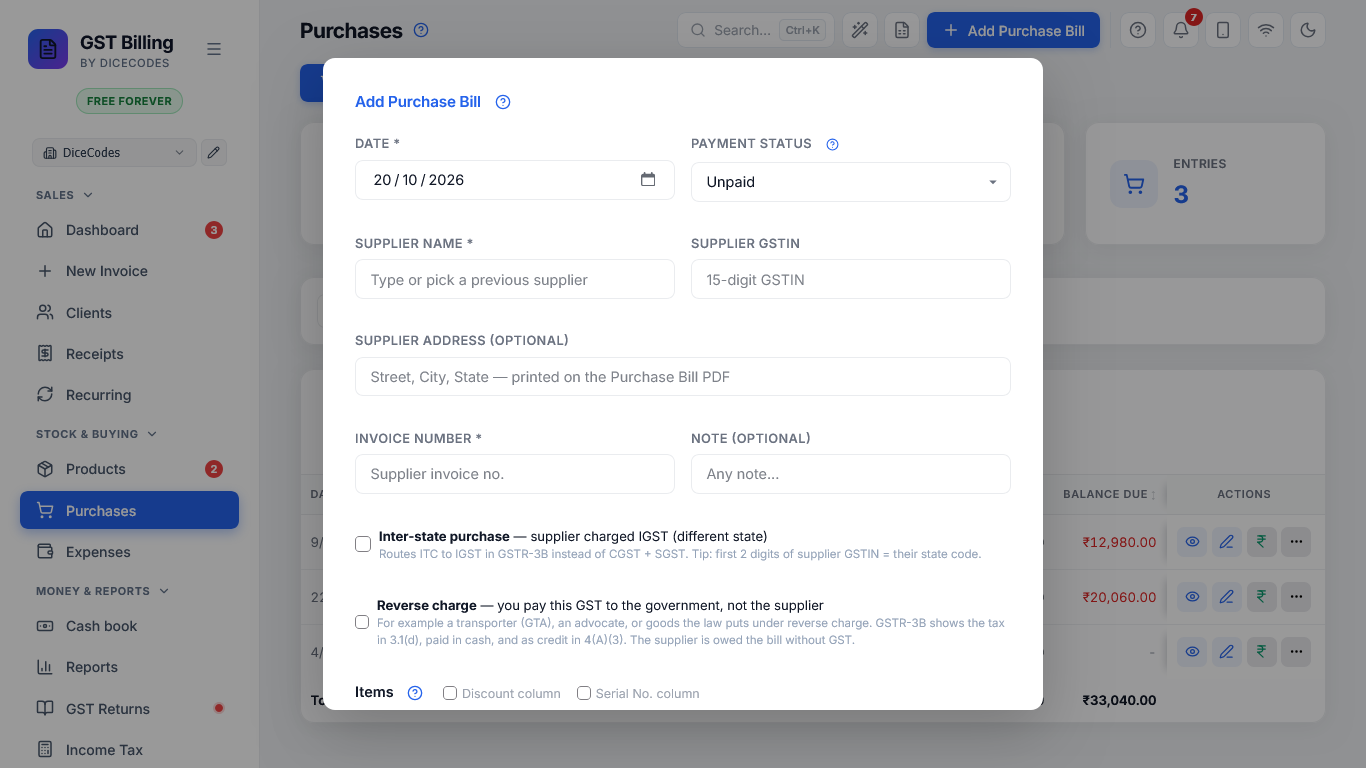 GST Billing
BY DICECODES
FREE FOREVER
DiceCodes
SALES
Dashboard 3
New Invoice
Clients
Receipts
Recurring
STOCK & BUYING
Products 2
Purchases
Expenses
MONEY & REPORTS
Cash book
Reports
GST Returns
Income Tax
Purchases
Search... Ctrl+K
Add Purchase Bill
7
ENTRIES
3
Add Purchase Bill
DATE *
PAYMENT STATUS
20/10/2026
Unpaid
SUPPLIER NAME *
SUPPLIER GSTIN
Type or pick a previous supplier
15-digit GSTIN
SUPPLIER ADDRESS (OPTIONAL)
Street, City, State — printed on the Purchase Bill PDF
INVOICE NUMBER *
NOTE (OPTIONAL)
Supplier invoice no.
Any note...
Inter-state purchase — supplier charged IGST (different state)
Routes ITC to IGST in GSTR-3B instead of CGST + SGST. Tip: first 2 digits of supplier GSTIN = their state code.
Reverse charge — you pay this GST to the government, not the supplier
For example a transporter (GTA), an advocate, or goods the law puts under reverse charge. GSTR-3B shows the tax
in 3.1(d), paid in cash, and as credit in 4(A)(3). The supplier is owed the bill without GST.
Items
Discount column
Serial No. column
BALANCE DUE
ACTIONS
₹12,980.00
₹
₹20,060.00
₹
-
₹
₹33,040.00